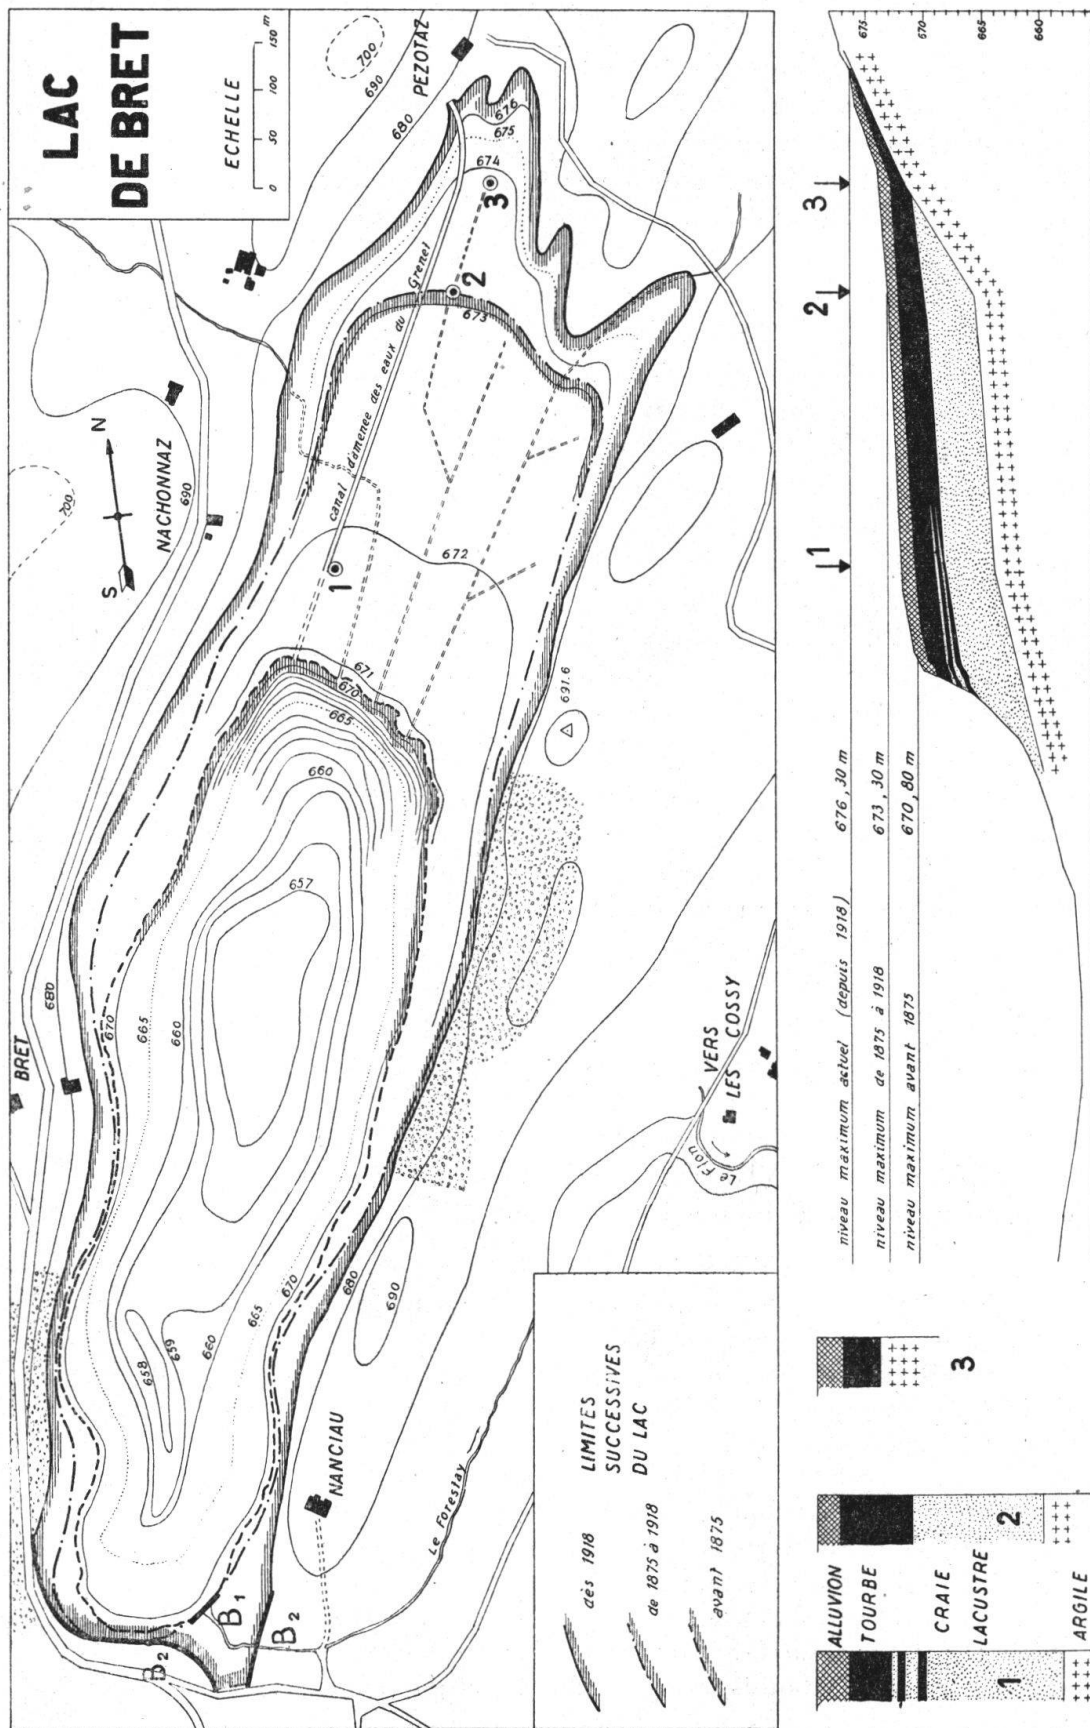 LAC
DE BRET
ECHELLE
0 50 100 150 m
700
690
680
PEZOTAZ
676
675
674
3
2
673
canal d'amenée des eaux du Grenet
N
S
NACHONNAZ
700
690
1
672
671
670
665
660
657
691.6
BRET
680
670
665
660
VERS
LES COSSY
Le Flon
658
659
660
665
670
680
690
NANCIAU
Le Forestay
B1
B2
B2
LIMITES
SUCCESSIVES
DU LAC
dès 1918
de 1875 à 1918
avant 1875
675
670
665
660
1
2
3
niveau maximum actuel (depuis 1918) 676,30 m
niveau maximum de 1875 à 1918 673,30 m
niveau maximum avant 1875 670,80 m
ALLUVION
TOURBE
CRAIE
LACUSTRE
ARGILE
1
2
3